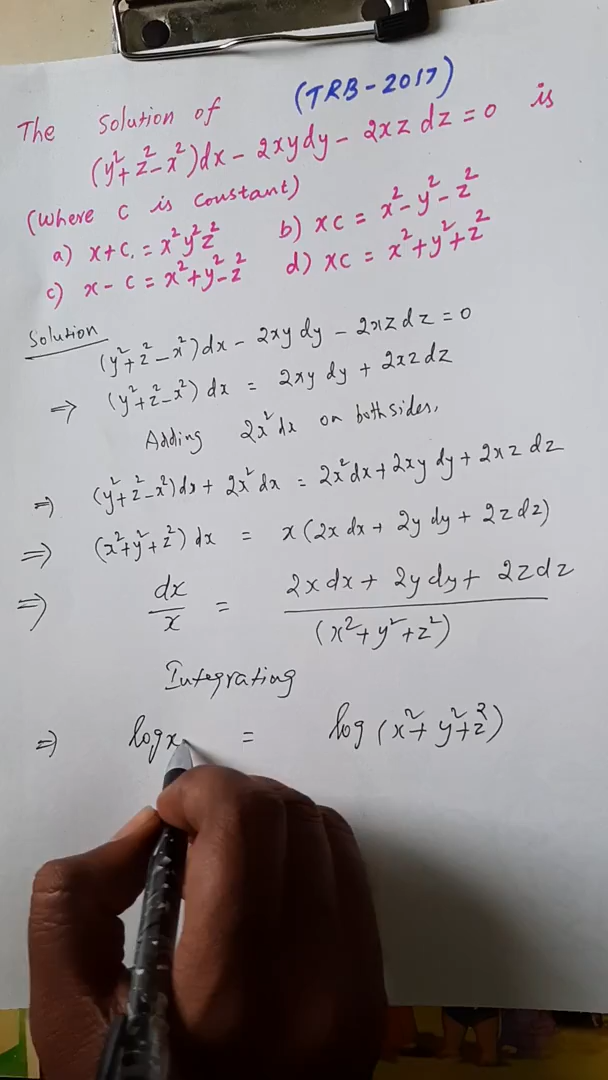 (TRB-2017)
The solution of
(y²+z²-x²)dx - 2xydy - 2xz dz = 0 is
(where c is constant)
a) x+c. = x²y²z² b) xc = x²-y²-z²
c) x-c = x²+y²-z² d) xc = x²+y²+z²
Solution
(y²+z²-x²)dx - 2xy dy - 2xz dz = 0
⇒ (y²+z²-x²) dx = 2xy dy + 2xz dz
Adding 2x² dx on both sides,
⇒ (y²+z²-x²)dx + 2x² dx = 2x² dx + 2xy dy + 2xz dz
⇒ (x²+y²+z²) dx = x(2x dx + 2y dy + 2z dz)
⇒ dx/x = 2x dx + 2y dy + 2z dz/(x²+y²+z²)
Integrating
⇒ log x = log (x²+y²+z²)